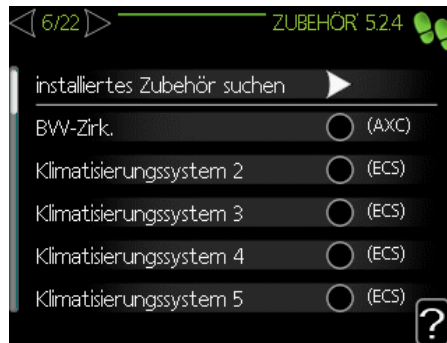 6/22 ZUBEHÖR 5.2.4
installiertes Zubehör suchen
BW-Zirk. (AXC)
Klimatisierungssystem 2 (ECS)
Klimatisierungssystem 3 (ECS)
Klimatisierungssystem 4 (ECS)
Klimatisierungssystem 5 (ECS)
?